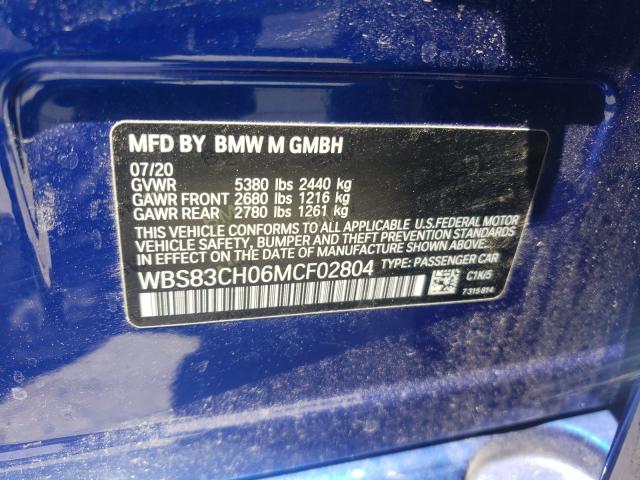 MFD BY BMW M GMBH
07/20
GVWR 5380 lbs 2440 kg
GAWR FRONT 2680 lbs 1216 kg
GAWR REAR 2780 lbs 1261 kg
THIS VEHICLE CONFORMS TO ALL APPLICABLE U.S.FEDERAL MOTOR
VEHICLE SAFETY, BUMPER AND THEFT PREVENTION STANDARDS
IN EFFECT ON THE DATE OF MANUFACTURE SHOWN ABOVE.
WBS83CH06MCF02804 TYPE: PASSENGER CAR
C1K/5
7315814